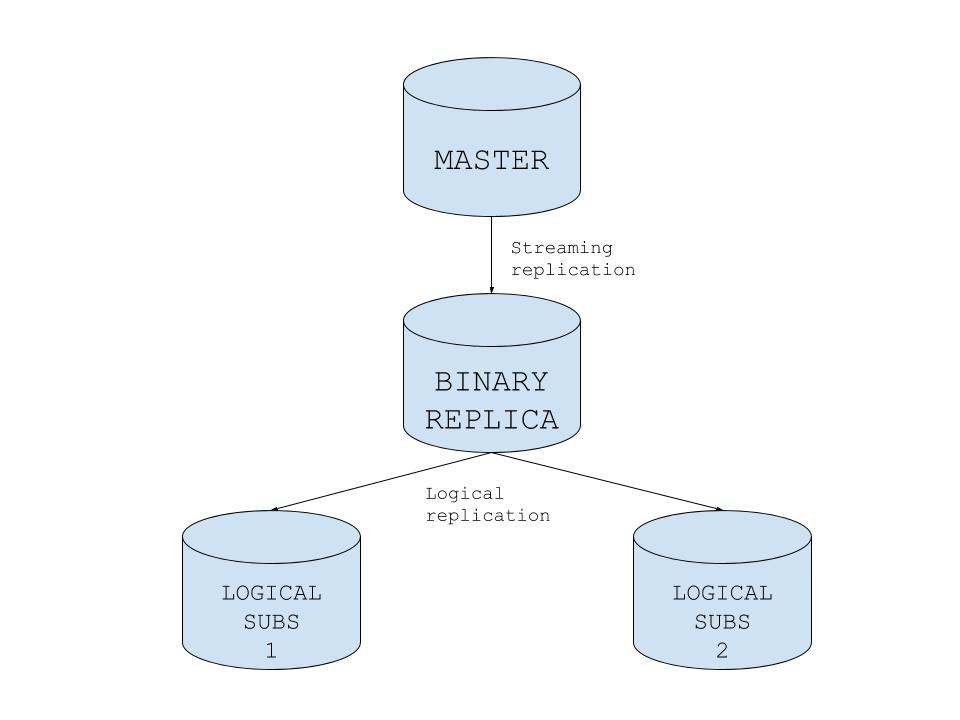 MASTER
Streaming
replication
BINARY
REPLICA
Logical
replication
LOGICAL
SUBS
1
LOGICAL
SUBS
2